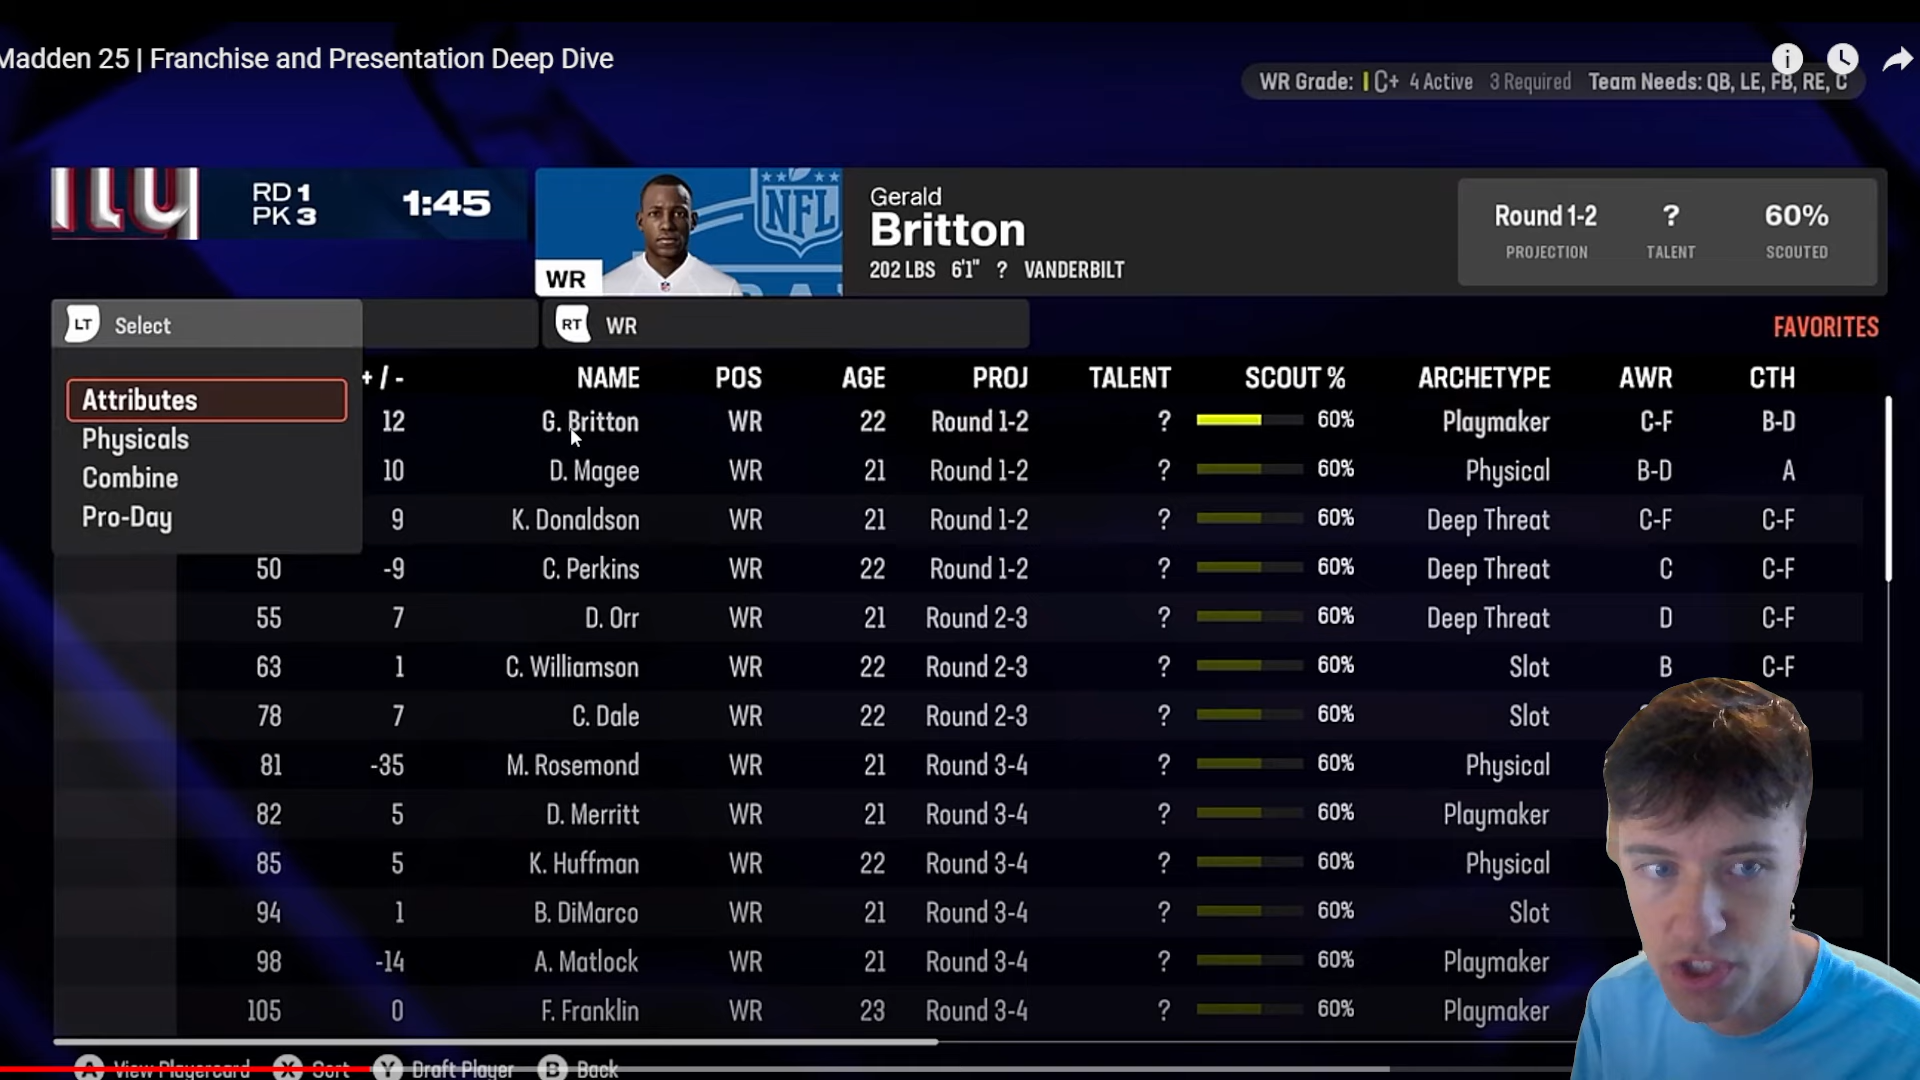 Madden 25 | Franchise and Presentation Deep Dive
WR Grade: C+ 4 Active 3 Required Team Needs: QB, LE, FB, RE, C
ny
RD 1
PK 3
1:45
NFL
WR
Gerald
Britton
202 LBS 6'1" ? VANDERBILT
Round 1-2 ? 60%
PROJECTION TALENT SCOUTED
LT Select
RT WR
FAVORITES
Attributes
Physicals
Combine
Pro-Day
+ / - NAME POS AGE PROJ TALENT SCOUT % ARCHETYPE AWR CTH
12 G. Britton WR 22 Round 1-2 ? 60% Playmaker C-F B-D
10 D. Magee WR 21 Round 1-2 ? 60% Physical B-D A
9 K. Donaldson WR 21 Round 1-2 ? 60% Deep Threat C-F C-F
50 -9 C. Perkins WR 22 Round 1-2 ? 60% Deep Threat C C-F
55 7 D. Orr WR 21 Round 2-3 ? 60% Deep Threat D C-F
63 1 C. Williamson WR 22 Round 2-3 ? 60% Slot B C-F
78 7 C. Dale WR 22 Round 2-3 ? 60% Slot
81 -35 M. Rosemond WR 21 Round 3-4 ? 60% Physical
82 5 D. Merritt WR 21 Round 3-4 ? 60% Playmaker
85 5 K. Huffman WR 22 Round 3-4 ? 60% Physical
94 1 B. DiMarco WR 21 Round 3-4 ? 60% Slot
98 -14 A. Matlock WR 21 Round 3-4 ? 60% Playmaker
105 0 F. Franklin WR 23 Round 3-4 ? 60% Playmaker
A View Playercard X Sort Y Draft Player B Back